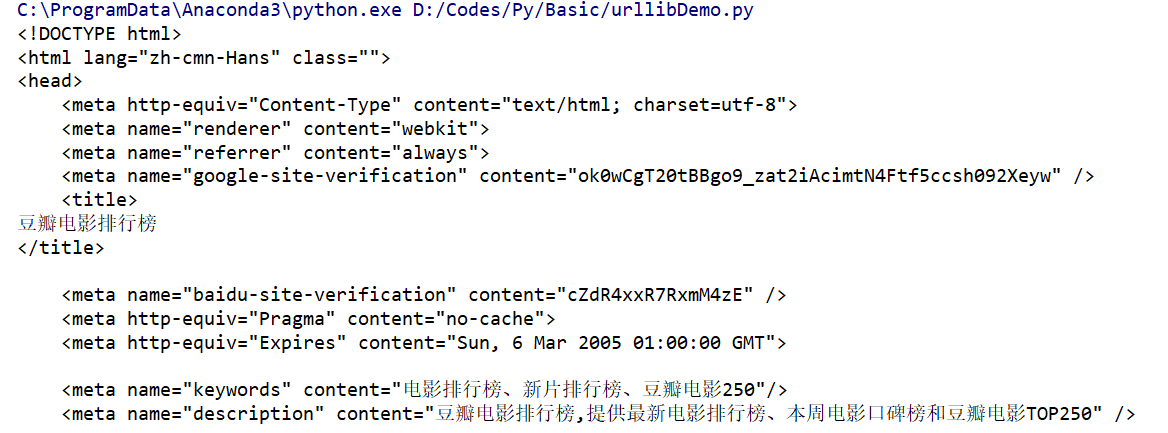 C:\ProgramData\Anaconda3\python.exe D:/Codes/Py/Basic/urllibDemo.py
<!DOCTYPE html>
<html lang="zh-cmn-Hans" class="">
<head>
    <meta http-equiv="Content-Type" content="text/html; charset=utf-8">
    <meta name="renderer" content="webkit">
    <meta name="referrer" content="always">
    <meta name="google-site-verification" content="ok0wCgT20tBBgo9_zat2iAcimtN4Ftf5ccsh092Xeyw" />
    <title>
豆瓣电影排行榜
</title>
    <meta name="baidu-site-verification" content="cZdR4xxR7RxmM4zE" />
    <meta http-equiv="Pragma" content="no-cache">
    <meta http-equiv="Expires" content="Sun, 6 Mar 2005 01:00:00 GMT">
    <meta name="keywords" content="电影排行榜、新片排行榜、豆瓣电影250"/>
    <meta name="description" content="豆瓣电影排行榜,提供最新电影排行榜、本周电影口碑榜和豆瓣电影TOP250" />